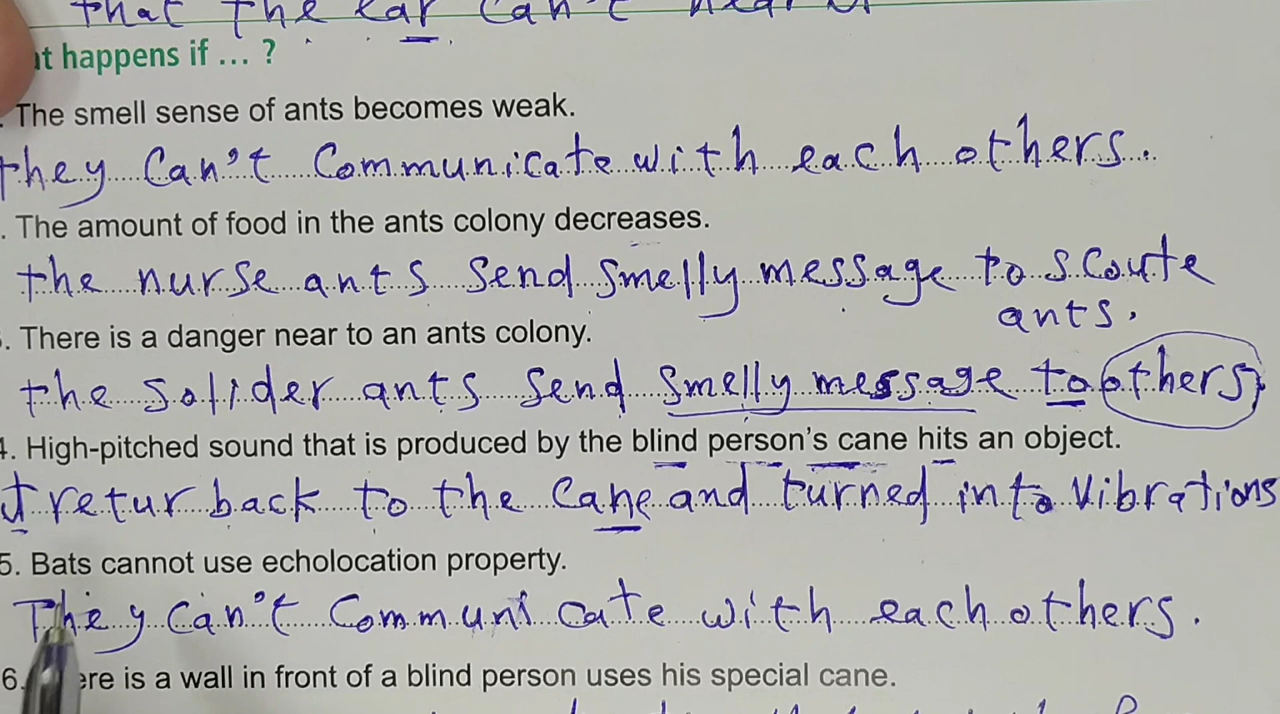 that the ear can't hear
at happens if ... ?
The smell sense of ants becomes weak.
They Can't Communicate with each others.
. The amount of food in the ants colony decreases.
the nurse ants send smelly message to scoute
ants.
. There is a danger near to an ants colony.
the solider ants send smelly message to others
4. High-pitched sound that is produced by the blind person's cane hits an object.
It retur back to the cane and turned into vibrations
5. Bats cannot use echolocation property.
They can't communicate with each others.
6. ere is a wall in front of a blind person uses his special cane.